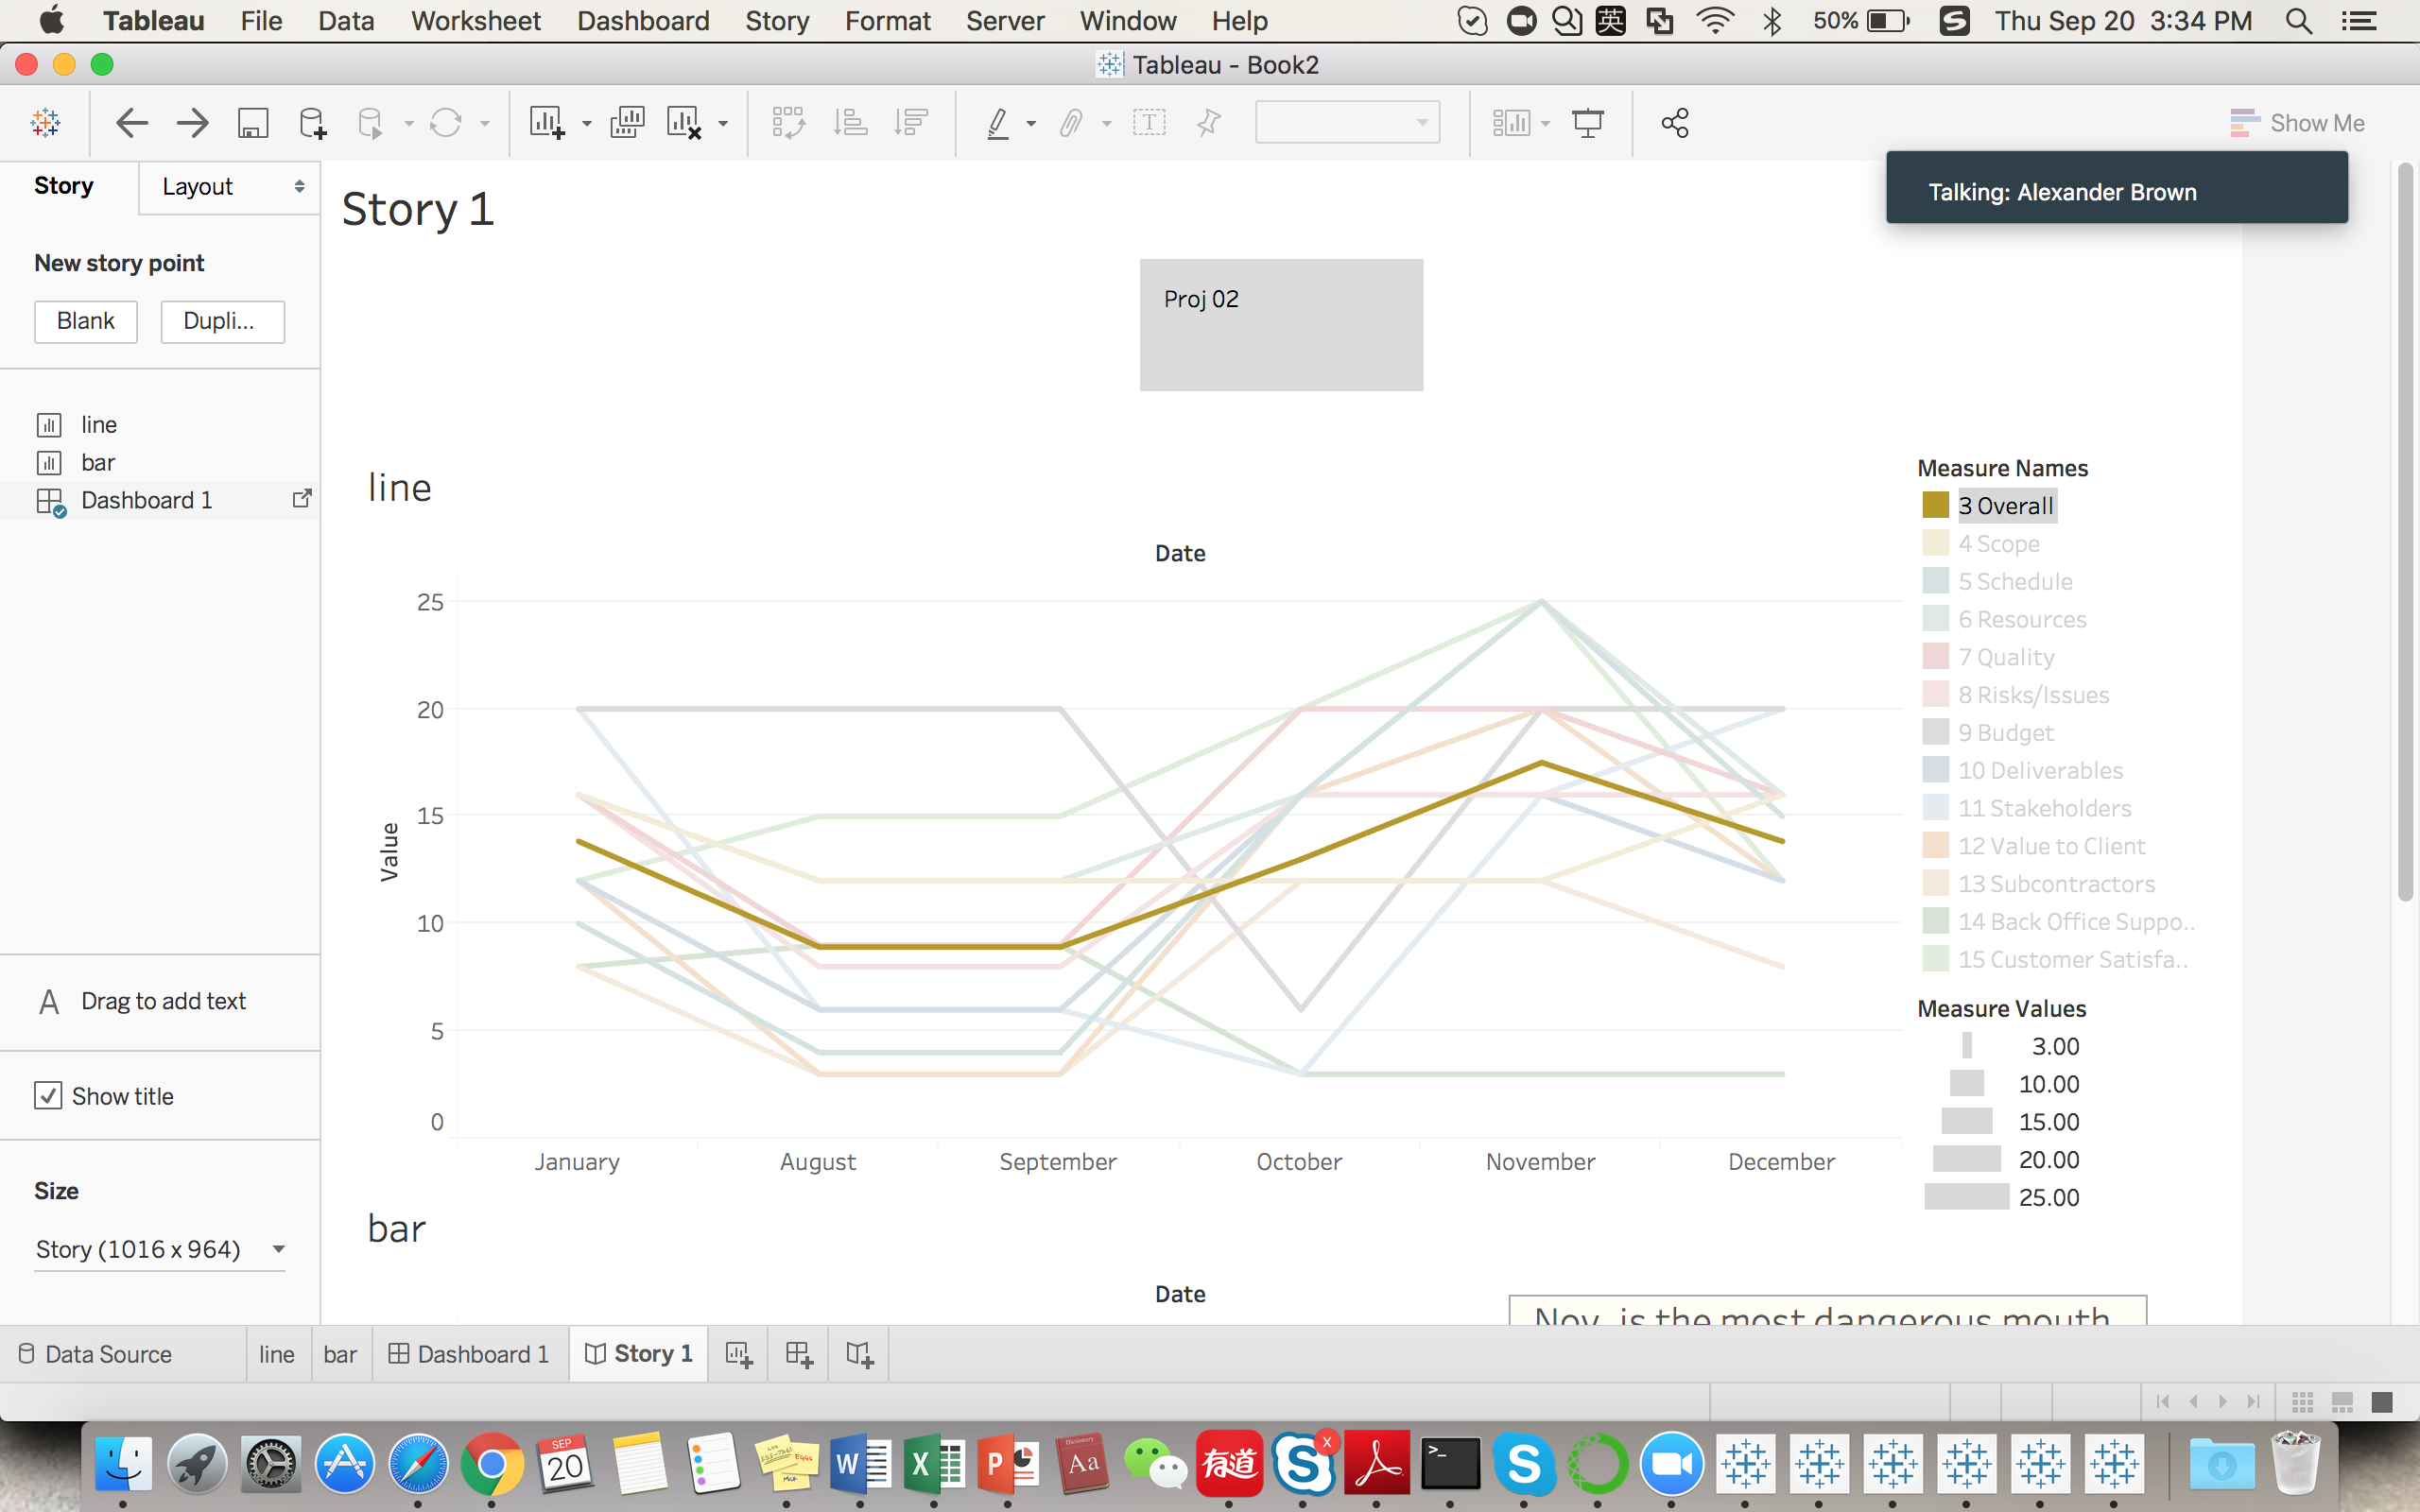 Tableau File Data Worksheet Dashboard Story Format Server Window Help 英 50% Thu Sep 20 3:34 PM
Tableau - Book2
Show Me
Story Layout
Talking: Alexander Brown
Story 1
New story point
Blank Dupli...
Proj 02
line
bar
Dashboard 1
line
Date
Value
25
20
15
10
5
0
January August September October November December
Measure Names
3 Overall
4 Scope
5 Schedule
6 Resources
7 Quality
8 Risks/Issues
9 Budget
10 Deliverables
11 Stakeholders
12 Value to Client
13 Subcontractors
14 Back Office Suppo..
15 Customer Satisfa..
Measure Values
3.00
10.00
15.00
20.00
25.00
A Drag to add text
Show title
Size
Story (1016 x 964)
bar
Date
Nov. is the most dangerous mouth
Data Source line bar Dashboard 1 Story 1
SEP
20
W X P Aa 有道 S x >_ S